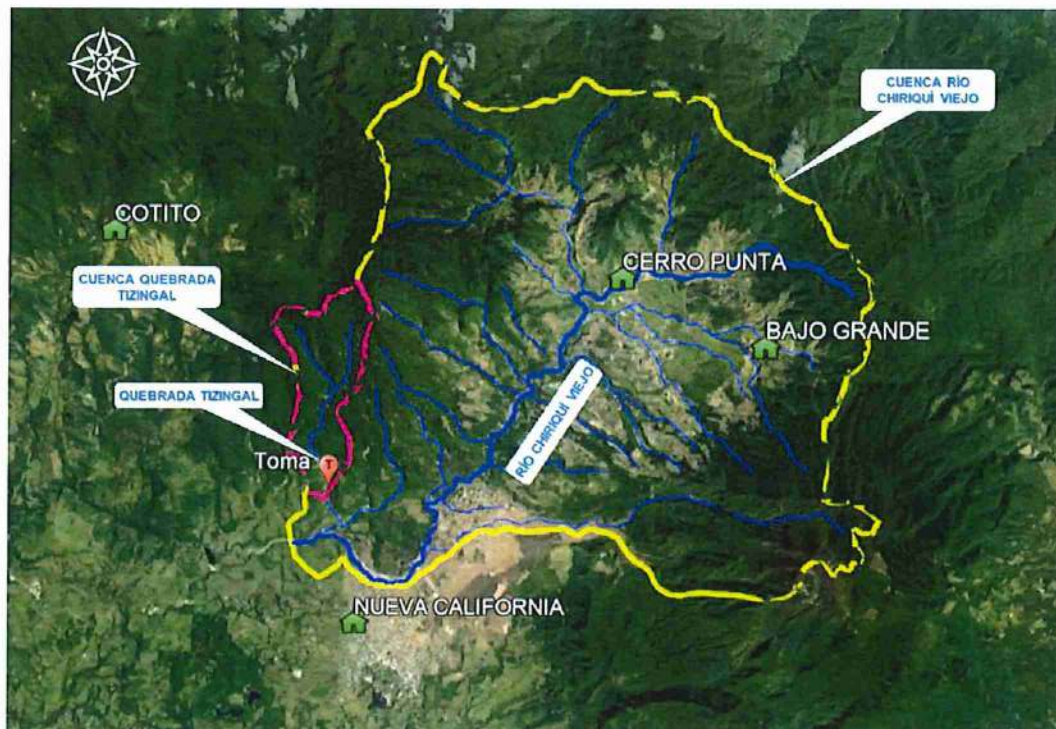 CUENCA RÍO
CHIRIQUÍ VIEJO
COTITO
CERRO PUNTA
CUENCA QUEBRADA
TIZINGAL
BAJO GRANDE
QUEBRADA TIZINGAL
RÍO CHIRIQUÍ VIEJO
Toma
T
NUEVA CALIFORNIA